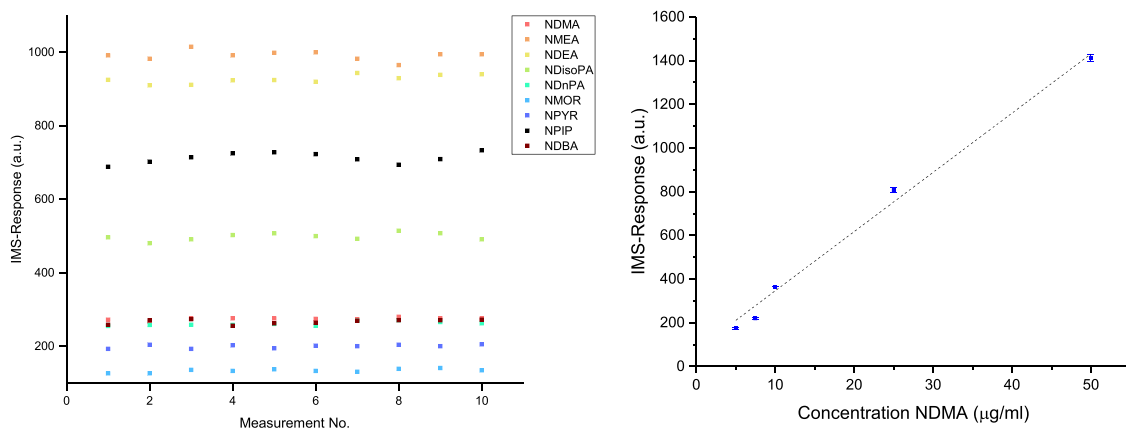 1000
800
600
400
200
0
2
4
6
8
10
IMS-Response (a.u.)
Measurement No.
NDMA
NMEA
NDEA
NDisoPA
NDnPA
NMOR
NPYR
NPIP
NDBA
1600
1400
1200
1000
800
600
400
200
0
0
10
20
30
40
50
IMS-Response (a.u.)
Concentration NDMA (μg/ml)